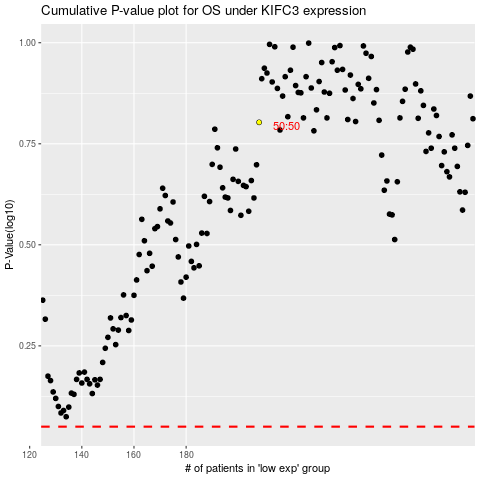 Cumulative P-value plot for OS under KIFC3 expression
1.00
0.75
0.50
0.25
P-Value(log10)
50:50
120 140 160 180
# of patients in 'low exp' group